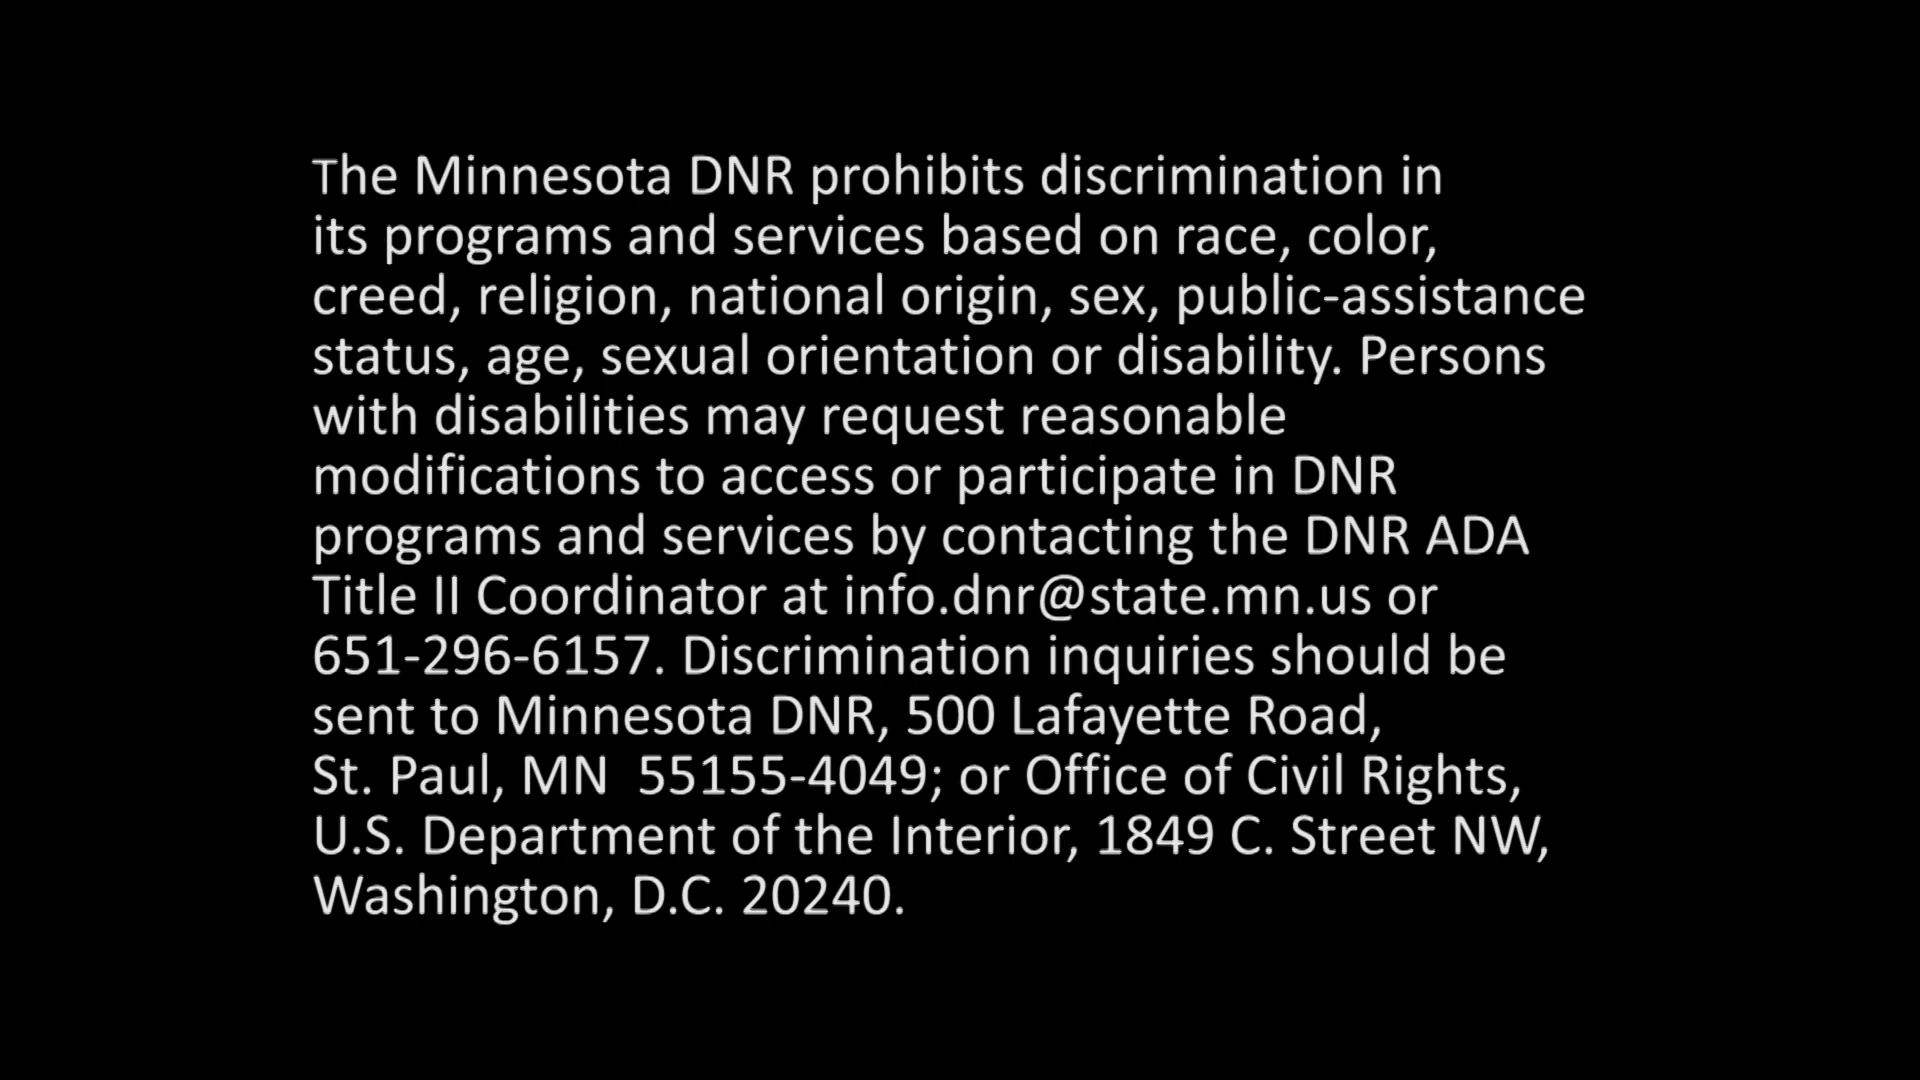 The Minnesota DNR prohibits discrimination in
its programs and services based on race, color,
creed, religion, national origin, sex, public-assistance
status, age, sexual orientation or disability. Persons
with disabilities may request reasonable
modifications to access or participate in DNR
programs and services by contacting the DNR ADA
Title II Coordinator at info.dnr@state.mn.us or
651-296-6157. Discrimination inquiries should be
sent to Minnesota DNR, 500 Lafayette Road,
St. Paul, MN  55155-4049; or Office of Civil Rights,
U.S. Department of the Interior, 1849 C. Street NW,
Washington, D.C. 20240.